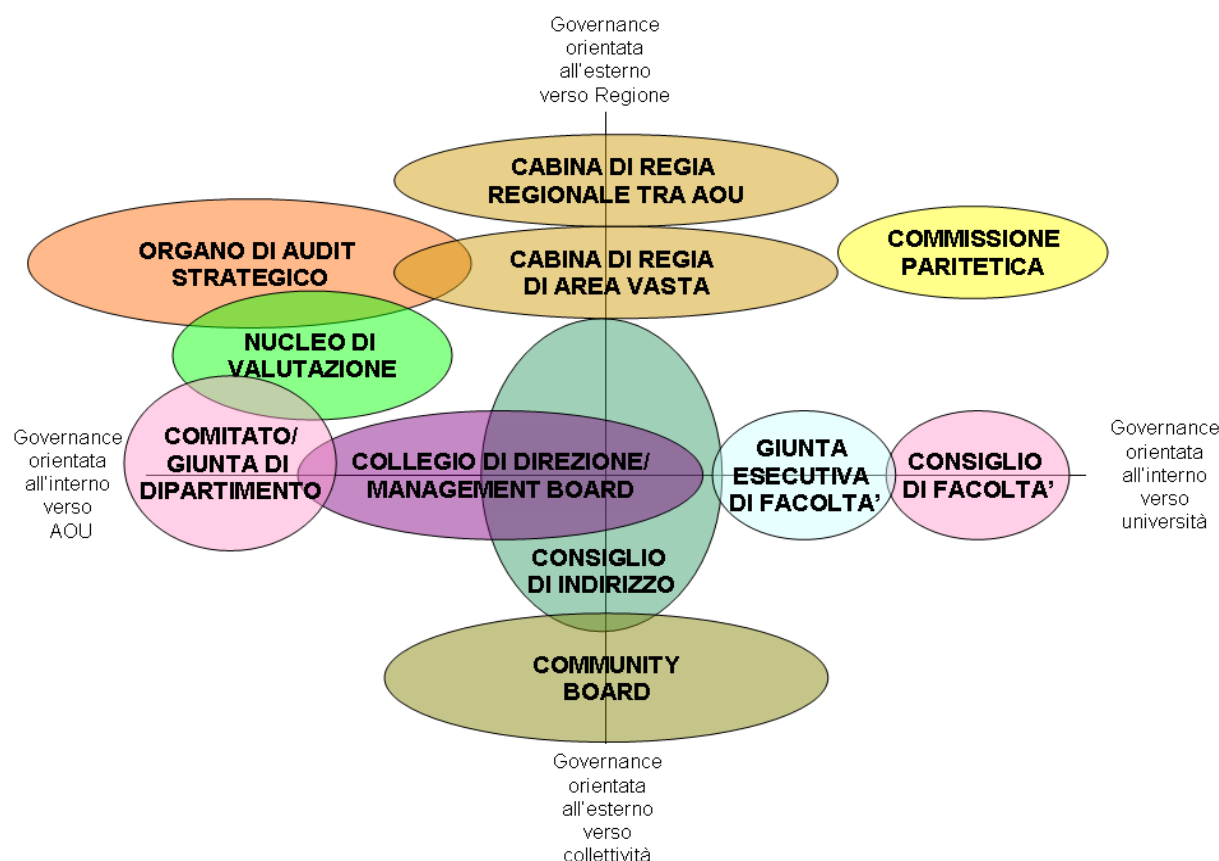 Governance
orientata
all'esterno
verso Regione
CABINA DI REGIA
REGIONALE TRA AOU
ORGANO DI AUDIT
STRATEGICO
CABINA DI REGIA
DI AREA VASTA
COMMISSIONE
PARITETICA
NUCLEO DI
VALUTAZIONE
Governance
orientata
all'interno
verso
AOU
COMITATO/
GIUNTA DI
DIPARTIMENTO
COLLEGIO DI DIREZIONE/
MANAGEMENT BOARD
GIUNTA
ESECUTIVA
DI FACOLTA'
CONSIGLIO
DI FACOLTA'
Governance
orientata
all'interno
verso
università
CONSIGLIO
DI INDIRIZZO
COMMUNITY
BOARD
Governance
orientata
all'esterno
verso
collettività